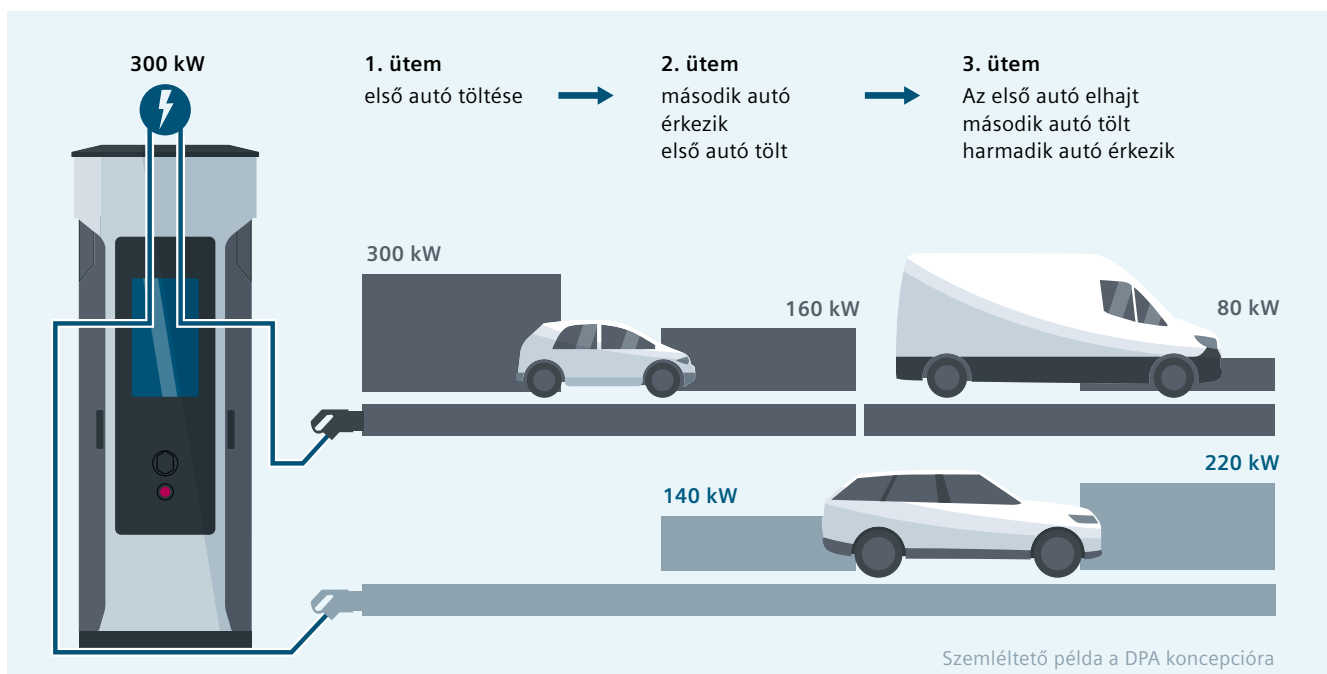 300 kW
1. ütem
első autó töltése
2. ütem
második autó
érkezik
első autó tölt
3. ütem
Az első autó elhajt
második autó tölt
harmadik autó érkezik
300 kW
160 kW
80 kW
140 kW
220 kW
Szemléltető példa a DPA koncepcióra